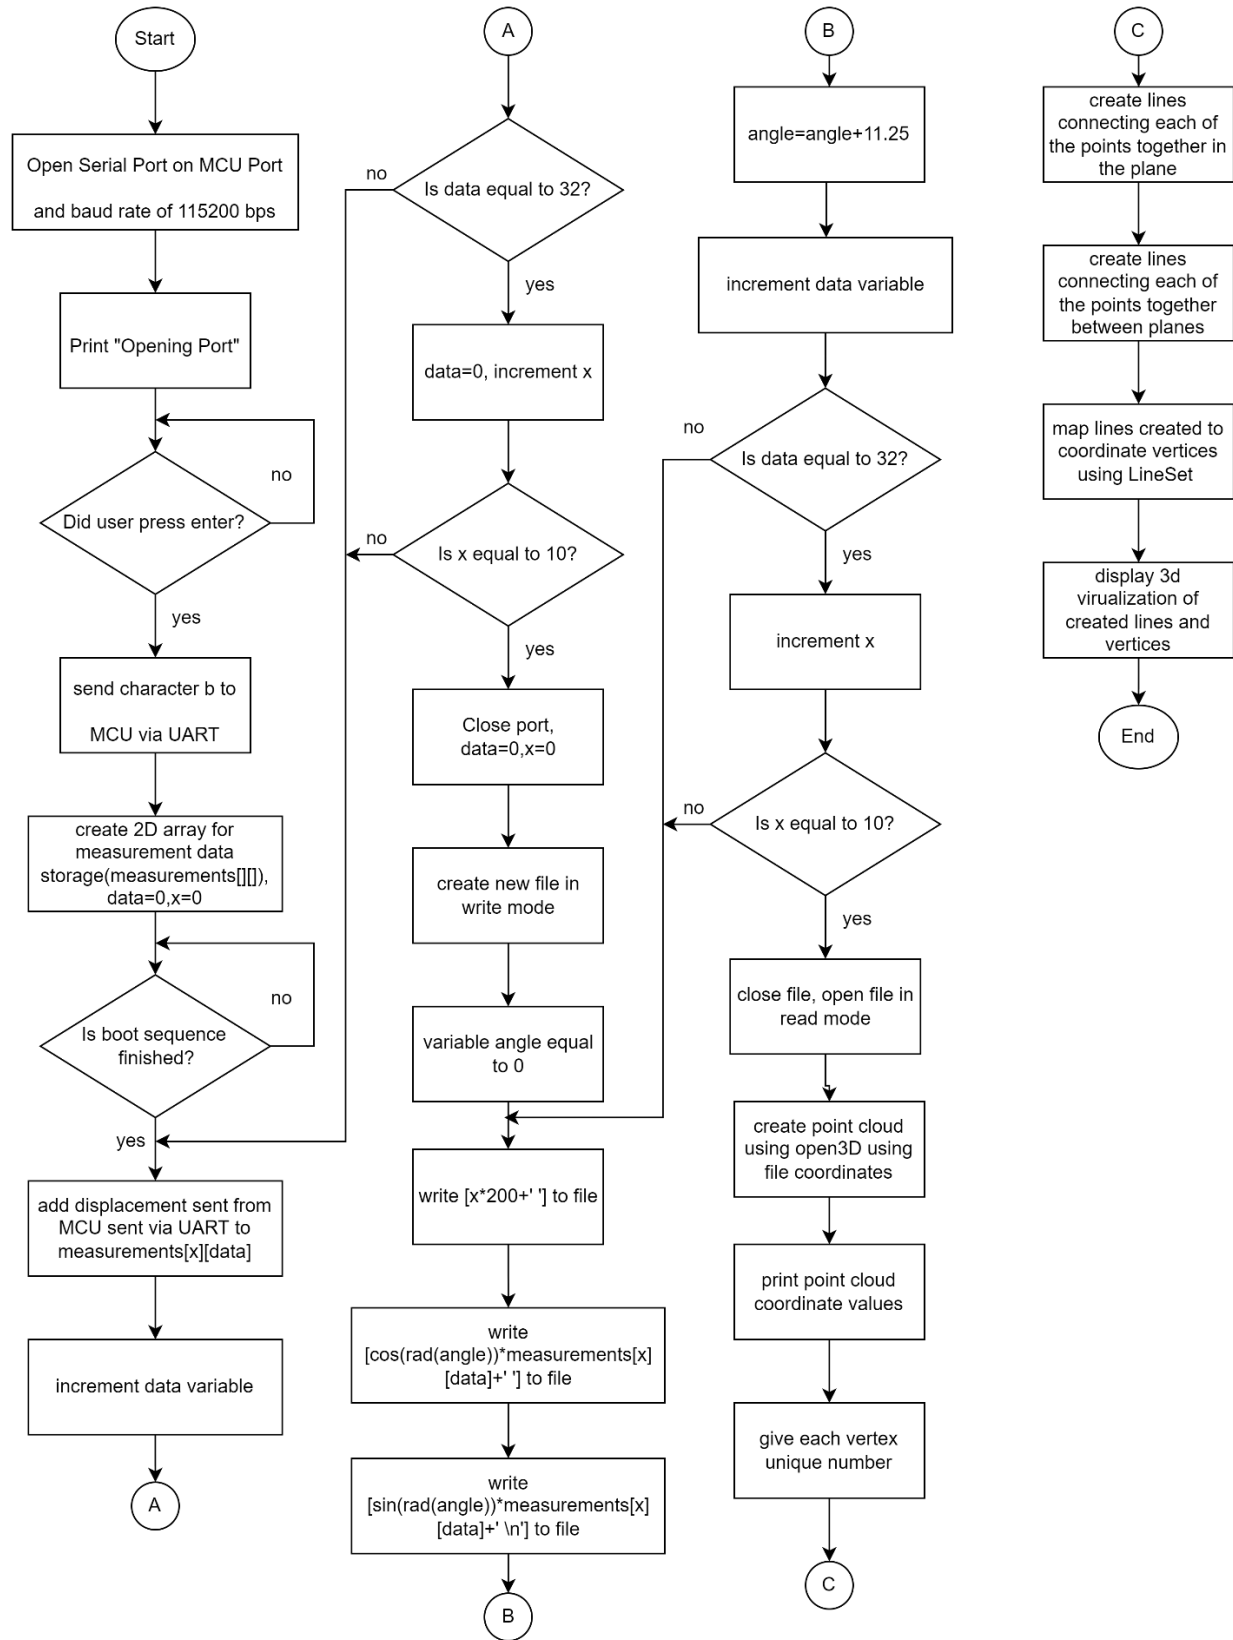 Start
Open Serial Port on MCU Port
and baud rate of 115200 bps
Print "Opening Port"
Did user press enter?
no
yes
send character b to
MCU via UART
create 2D array for
measurement data
storage(measurements[][]),
data=0,x=0
Is boot sequence
finished?
no
yes
add displacement sent from
MCU sent via UART to
measurements[x][data]
increment data variable
A
A
Is data equal to 32?
no
yes
data=0, increment x
Is x equal to 10?
no
yes
Close port,
data=0,x=0
create new file in
write mode
variable angle equal
to 0
write [x*200+' '] to file
write
[cos(rad(angle))*measurements[x]
[data]+' '] to file
write
[sin(rad(angle))*measurements[x]
[data]+' \n'] to file
B
B
angle=angle+11.25
increment data variable
Is data equal to 32?
no
yes
increment x
Is x equal to 10?
no
yes
close file, open file in
read mode
create point cloud
using open3D using
file coordinates
print point cloud
coordinate values
give each vertex
unique number
C
C
create lines
connecting each of
the points together in
the plane
create lines
connecting each of
the points together
between planes
map lines created to
coordinate vertices
using LineSet
display 3d
virualization of
created lines and
vertices
End